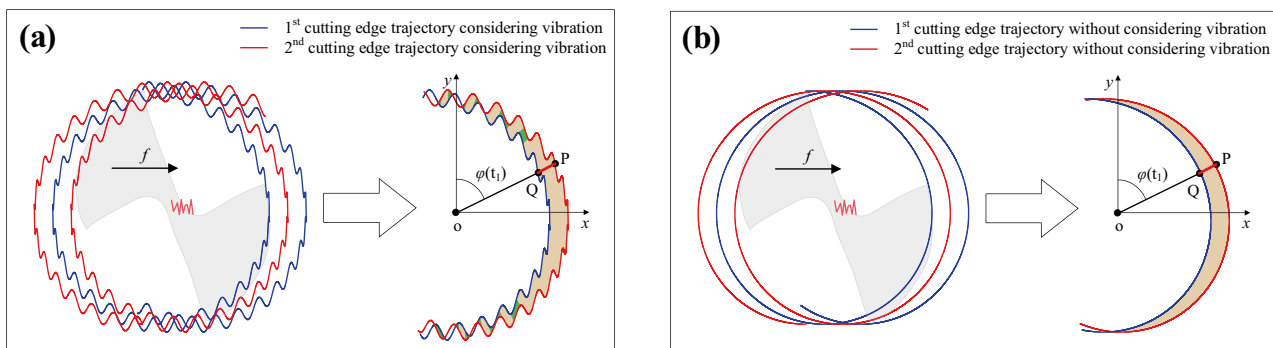 (a)
1st cutting edge trajectory considering vibration
2nd cutting edge trajectory considering vibration
f
y
φ(t1)
P
Q
o
x
(b)
1st cutting edge trajectory without considering vibration
2nd cutting edge trajectory without considering vibration
f
y
φ(t1)
P
Q
o
x